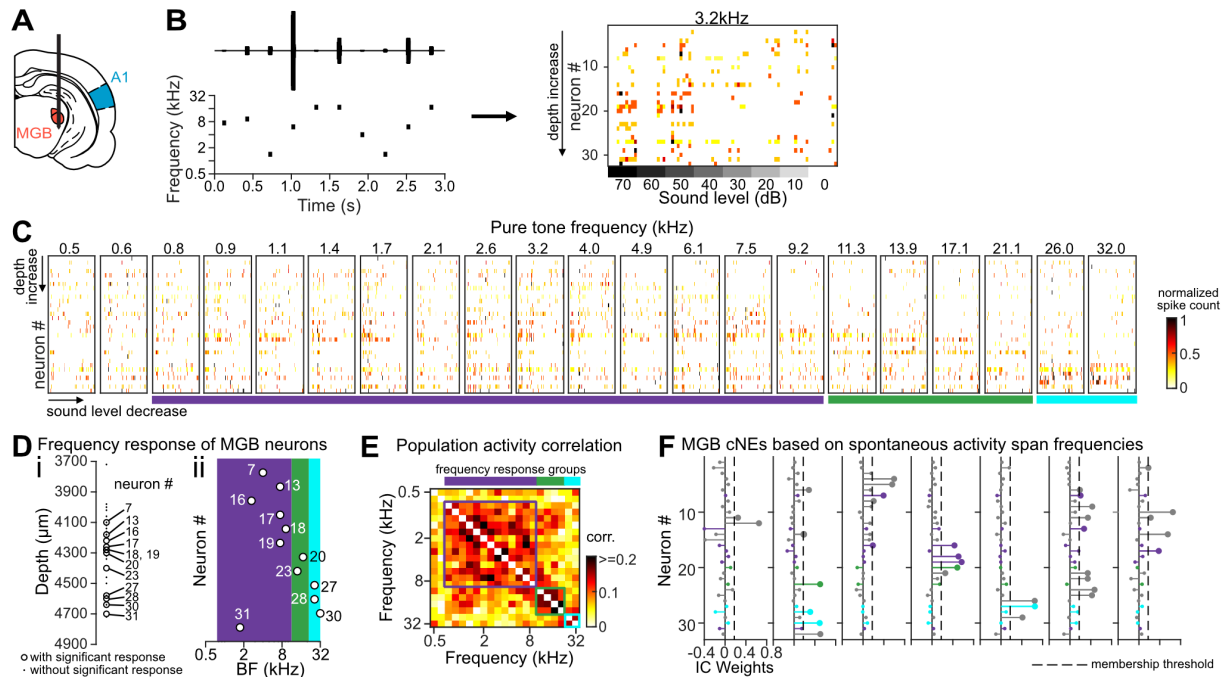 A
A1
MGB
B
Frequency (kHz)
32
8
2
0.5
0.0 0.5 1.0 1.5 2.0 2.5 3.0
Time (s)
3.2kHz
depth increase
neuron #
10
20
30
70 60 50 40 30 20 10 0
Sound level (dB)
C
Pure tone frequency (kHz)
0.5 0.6 0.8 0.9 1.1 1.4 1.7 2.1 2.6 3.2 4.0 4.9 6.1 7.5 9.2 11.3 13.9 17.1 21.1 26.0 32.0
depth
increase
neuron #
sound level decrease
normalized
spike count
1
0.5
0
D Frequency response of MGB neurons
i
neuron #
Depth (µm)
3700
3900
4100
4300
4500
4700
4900
7
13
16
17
18, 19
20
23
27
28
30
31
with significant response
without significant response
ii
Neuron #
7
13
16
17
18
19
20
23
27
28
30
31
0.5 2 8 32
BF (kHz)
E Population activity correlation
frequency response groups
Frequency (kHz)
0.5
2
8
32
0.5 2 8 32
Frequency (kHz)
corr.
>=0.2
0.1
0
F MGB cNEs based on spontaneous activity span frequencies
Neuron #
10
20
30
-0.4 0 0.4 0.8
IC Weights
membership threshold